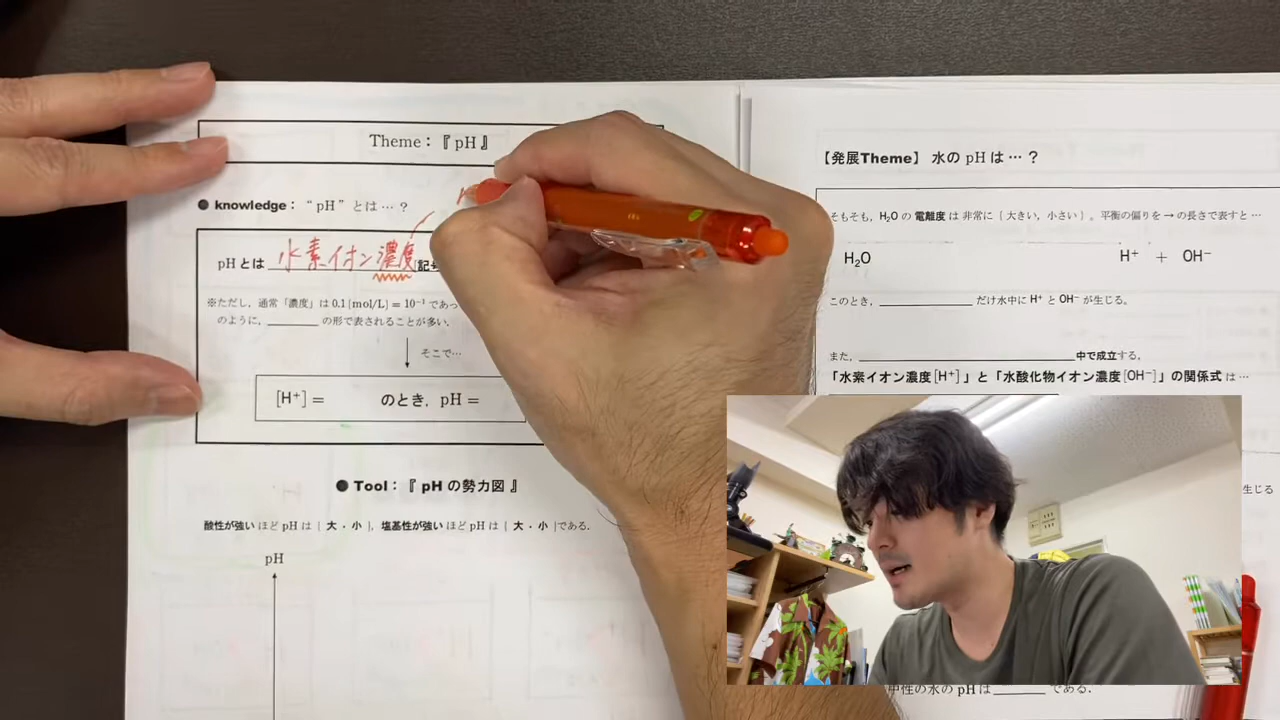 Theme：『 pH 』
● knowledge： “pH” とは … ？
pH とは 水素イオン濃度
※ただし，通常「濃度」は 0.1 (mol/L) = 10⁻¹ であっ
のように，________ の形で表されることが多い．
そこで…
[H⁺] = のとき，pH =
● Tool：『 pH の勢力図 』
酸性が強い ほど pH は { 大 ・ 小 }，塩基性が強い ほど pH は { 大 ・ 小 }である．
pH
【発展Theme】 水の pH は … ？
そもそも，H₂O の 電離度 は 非常に { 大きい，小さい }．平衡の偏りを → の長さで表すと …
H₂O H⁺ + OH⁻
このとき，________ だけ水中に H⁺ と OH⁻ が生じる．
また，________ 中で成立する，
「水素イオン濃度[H⁺]」と「水酸化物イオン濃度[OH⁻]」の関係式 は …
生じる
中性の水の pH は ________ である．